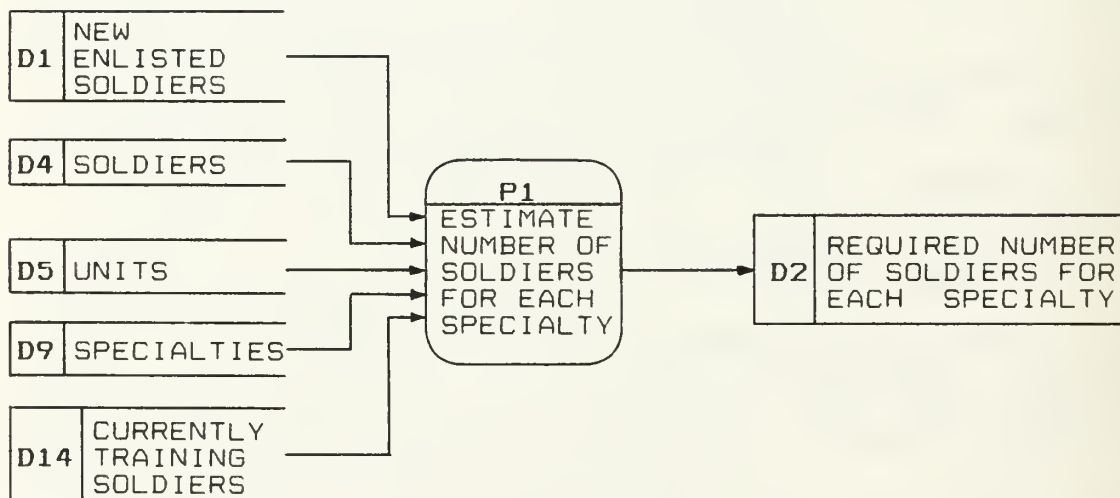 D1
NEW
ENLISTED
SOLDIERS
D4
SOLDIERS
D5
UNITS
D9
SPECIALTIES
D14
CURRENTLY
TRAINING
SOLDIERS
P1
ESTIMATE
NUMBER OF
SOLDIERS
FOR EACH
SPECIALTY
D2
REQUIRED NUMBER
OF SOLDIERS FOR
EACH SPECIALTY